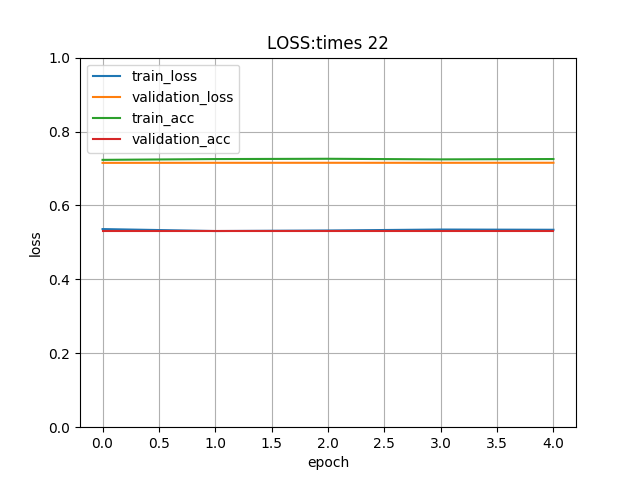 LOSS:times 22
1.0
0.8
0.6
0.4
0.2
0.0
loss
train_loss
validation_loss
train_acc
validation_acc
0.0 0.5 1.0 1.5 2.0 2.5 3.0 3.5 4.0
epoch